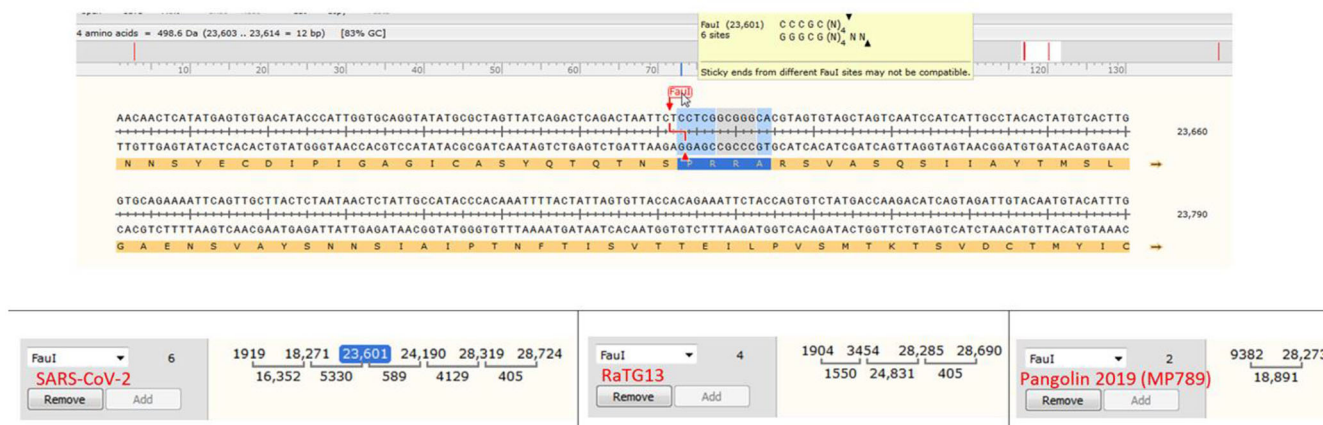 4 amino acids = 498.6 Da (23,603 .. 23,614 = 12 bp) [83% GC]
FauI (23,601) C C C G C (N)4
6 sites G G G C G (N)4 N N
Sticky ends from different FauI sites may not be compatible.
10 20 30 40 50 60 70 120 130
FauI
AACAACTCATATGAGTGTGACATACCCATTGGTGCAGGTATATGCGCTAGTTATCAGACTCAGACTAATTCTCCTCGGCGGGCACGTAGTGTAGCTAGTCAATCCATCATTGCCTACACTATGTCACTTG
23,660
TTGTTGAGTATACTCACACTGTATGGGTAACCACGTCCATATACGCGATCAATAGTCTGAGTCTGATTAAGAGGAGCCGCCCGTGCATCACATCGATCAGTTAGGTAGTAACGGATGTGATACAGTGAAC
N N S Y E C D I P I G A G I C A S Y Q T Q T N S P R R A R S V A S Q S I I A Y T M S L
GTGCAGAAAATTCAGTTGCTTACTCTAATAACTCTATTGCCATACCCACAAATTTTACTATTAGTGTTACCACAGAAATTCTACCAGTGTCTATGACCAAGACATCAGTAGATTGTACAATGTACATTTG
23,790
CACGTCTTTTAAGTCAACGAATGAGATTATTGAGATAACGGTATGGGTGTTTAAAATGATAATCACAATGGTGTCTTTAAGATGGTCACAGATACTGGTTCTGTAGTCATCTAACATGTTACATGTAAAC
G A E N S V A Y S N N S I A I P T N F T I S V T T E I L P V S M T K T S V D C T M Y I C
FauI 6
SARS-CoV-2
Remove Add
1919 18,271 23,601 24,190 28,319 28,724
16,352 5330 589 4129 405
FauI 4
RaTG13
Remove Add
1904 3454 28,285 28,690
1550 24,831 405
FauI 2
Pangolin 2019 (MP789)
Remove Add
9382 28,273
18,891